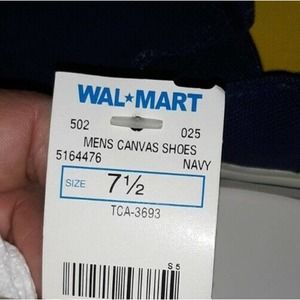 WAL★MART
502 025
MENS CANVAS SHOES
5164476 NAVY
SIZE 7½
TCA-3693
S 5